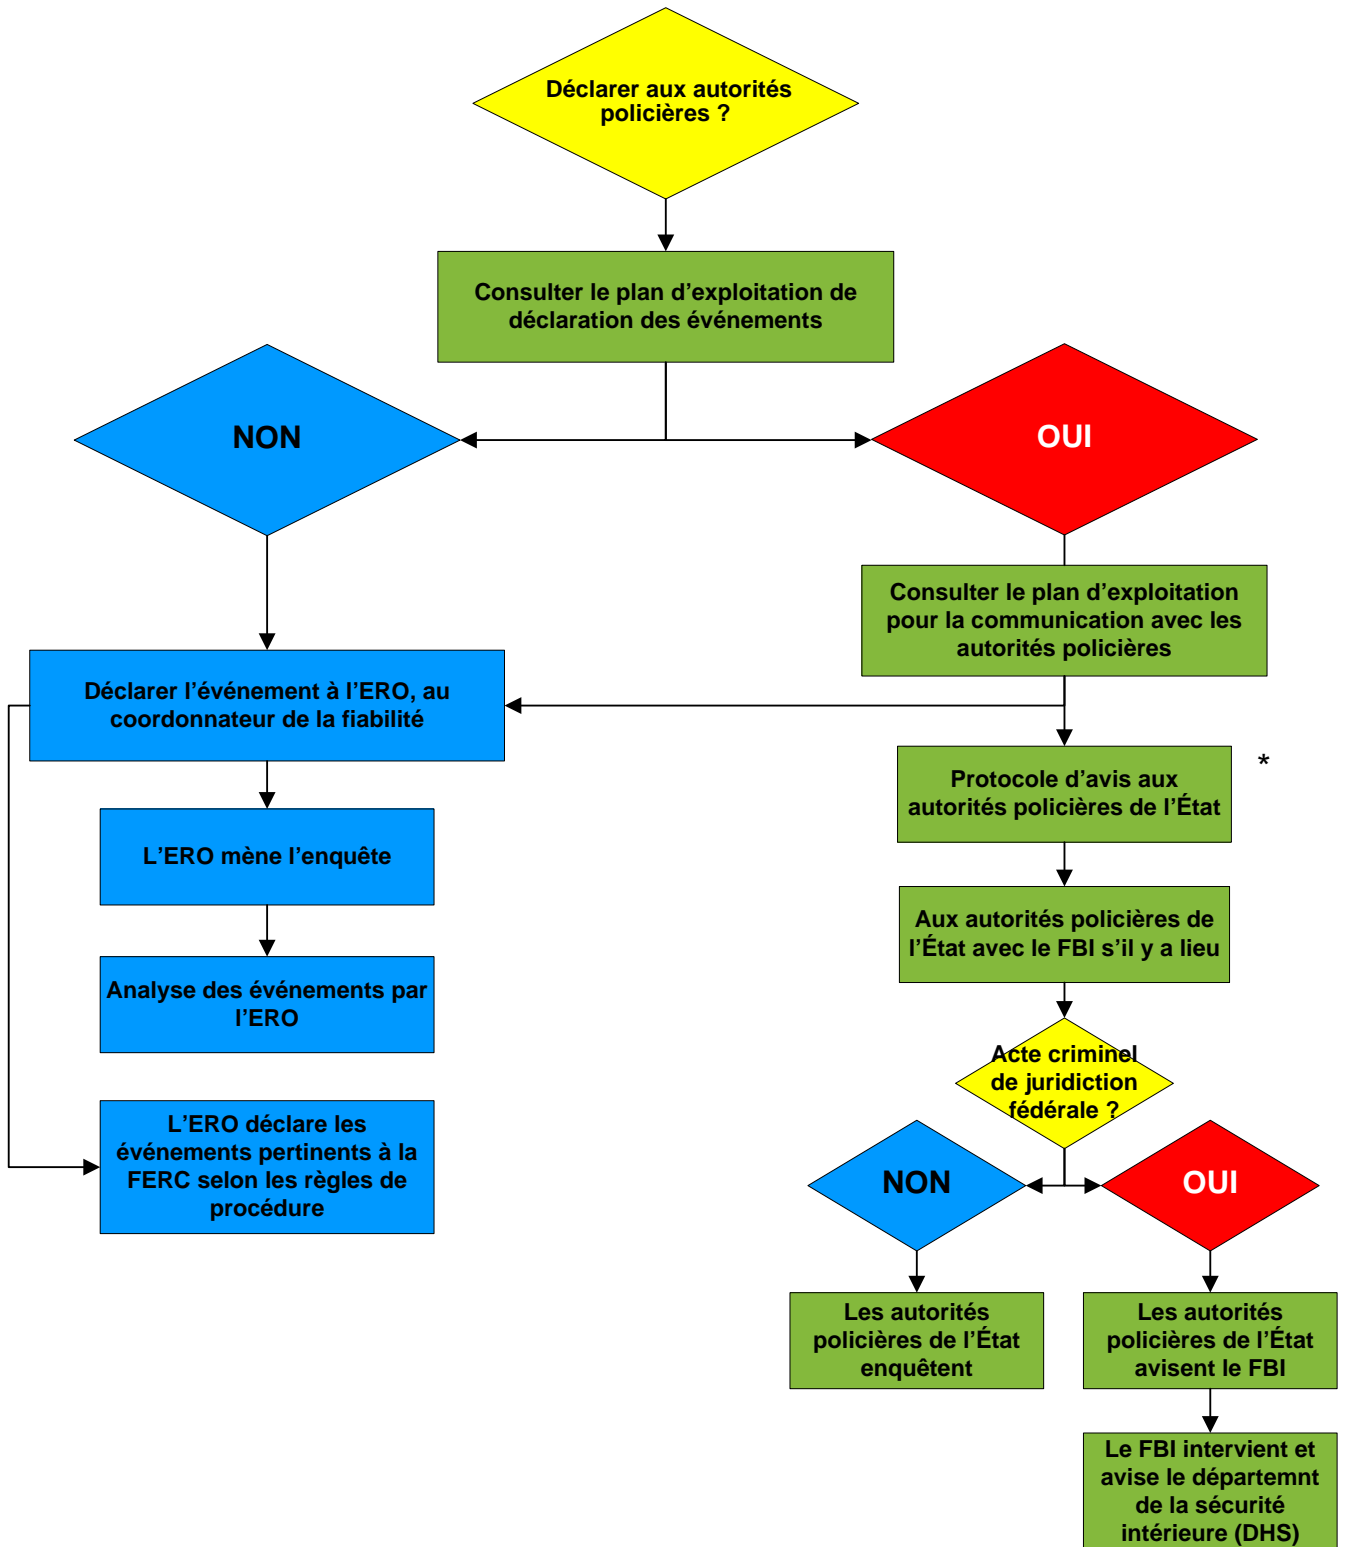 Déclarer aux autorités
policières ?
Consulter le plan d’exploitation de
déclaration des événements
NON
OUI
Consulter le plan d’exploitation
pour la communication avec les
autorités policières
Déclarer l’événement à l’ERO, au
coordonnateur de la fiabilité
Protocole d’avis aux
autorités policières de l’État
*
L’ERO mène l’enquête
Aux autorités policières de
l’État avec le FBI s’il y a lieu
Analyse des événements par
l’ERO
Acte criminel
de juridiction
fédérale ?
L’ERO déclare les
événements pertinents à la
FERC selon les règles de
procédure
NON
OUI
Les autorités
policières de l’État
enquêtent
Les autorités
policières de l’État
avisent le FBI
Le FBI intervient et
avise le départemnt
de la sécurité
intérieure (DHS)